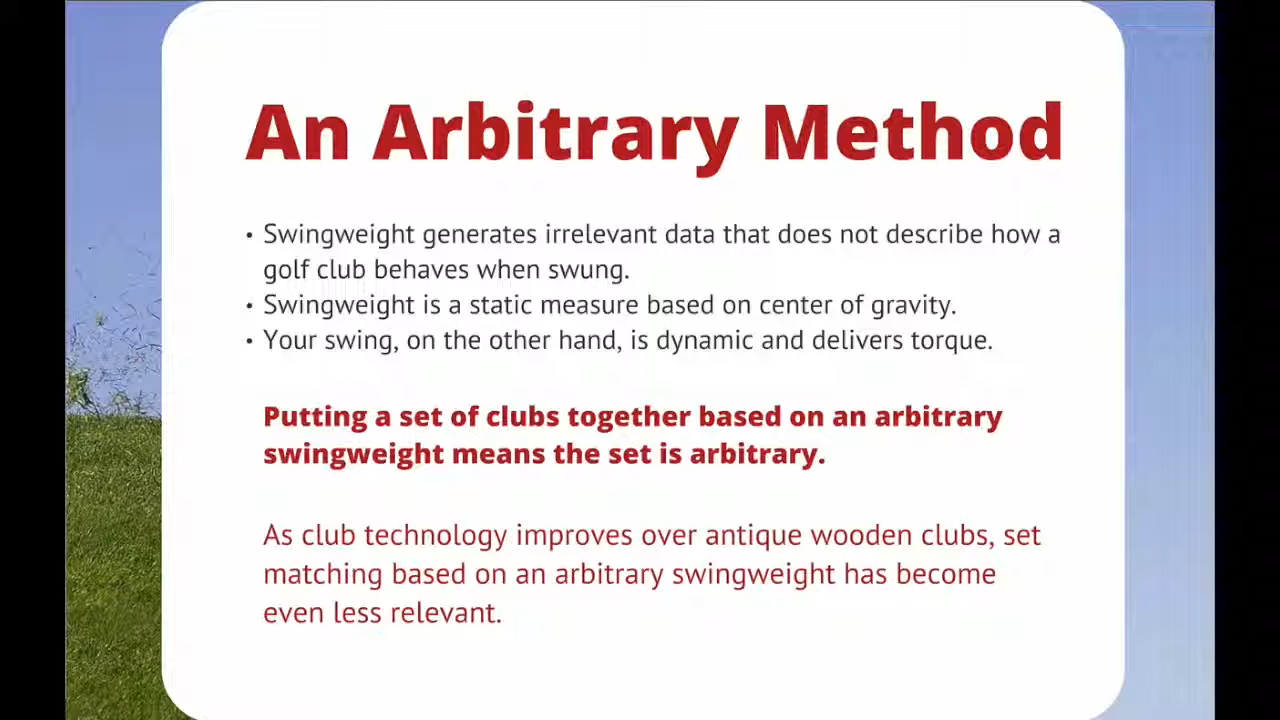 An Arbitrary Method
• Swingweight generates irrelevant data that does not describe how a
golf club behaves when swung.
• Swingweight is a static measure based on center of gravity.
• Your swing, on the other hand, is dynamic and delivers torque.
Putting a set of clubs together based on an arbitrary
swingweight means the set is arbitrary.
As club technology improves over antique wooden clubs, set
matching based on an arbitrary swingweight has become
even less relevant.